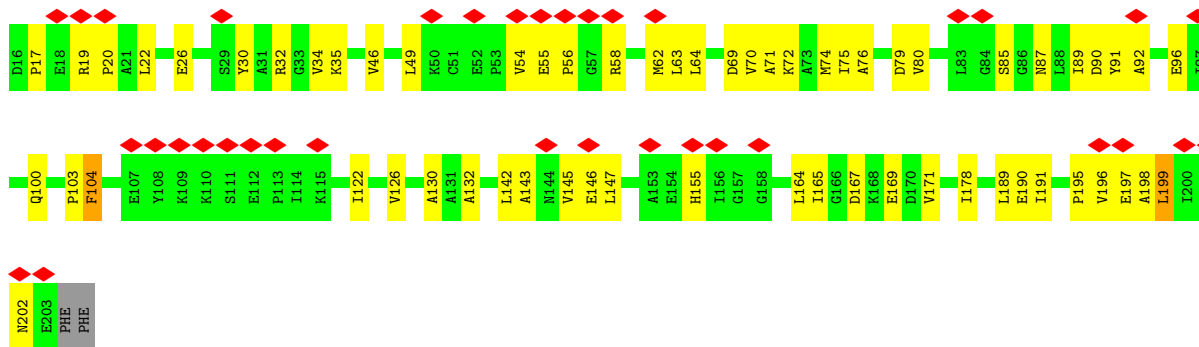 D16 P17 E18 R19 P20 A21 L22 E26 S29 Y30 A31 R32 G33 V34 K35 V46 L49 K50 C51 E52 P53 V54 E55 P56 G57 R58 M62 L63 L64 D69 V70 A71 K72 A73 M74 I75 A76 D79 V80 L83 G84 S85 G86 N87 L88 I89 D90 Y91 A92 E96
Q100 P103 F104 E107 Y108 K109 K110 S111 E112 P113 I114 K115 I122 V126 A130 A131 A132 L142 A143 N144 V145 E146 L147 A153 E154 H155 I156 G157 G158 L164 I165 G166 D167 K168 E169 D170 V171 I178 L189 E190 I191 P195 V196 E197 A198 L199 I200
N202 E203 PHE PHE